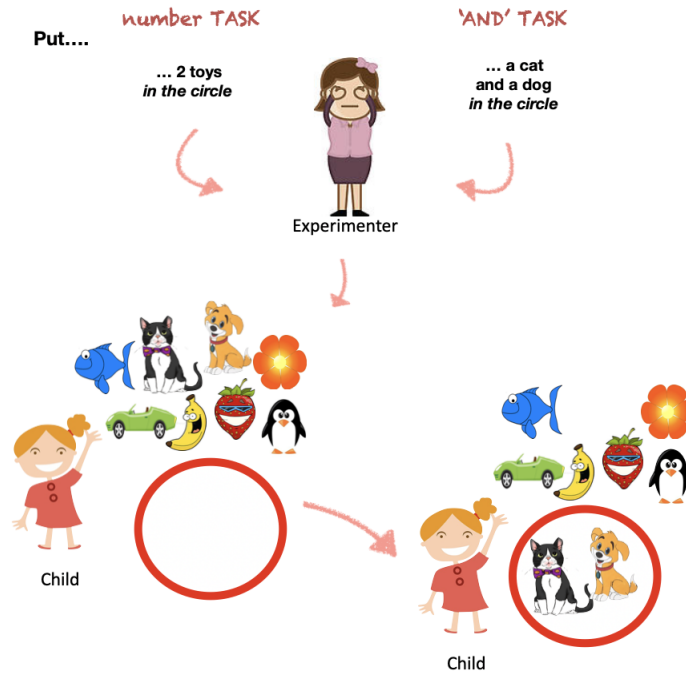 number TASK
'AND' TASK
Put....
... 2 toys
in the circle
... a cat
and a dog
in the circle
Experimenter
Child
Child